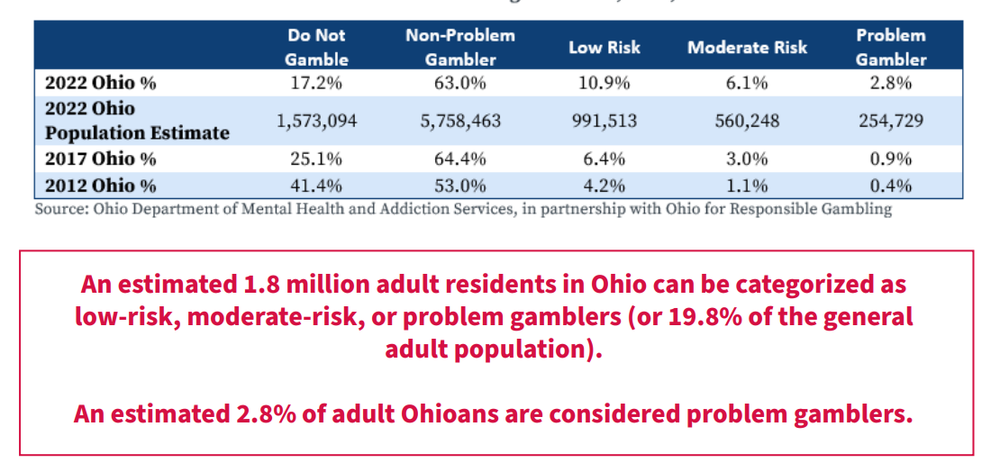 Do Not Gamble Non-Problem Gambler Low Risk Moderate Risk Problem Gambler
2022 Ohio % 17.2% 63.0% 10.9% 6.1% 2.8%
2022 Ohio Population Estimate 1,573,094 5,758,463 991,513 560,248 254,729
2017 Ohio % 25.1% 64.4% 6.4% 3.0% 0.9%
2012 Ohio % 41.4% 53.0% 4.2% 1.1% 0.4%
Source: Ohio Department of Mental Health and Addiction Services, in partnership with Ohio for Responsible Gambling
An estimated 1.8 million adult residents in Ohio can be categorized as
low-risk, moderate-risk, or problem gamblers (or 19.8% of the general
adult population).
An estimated 2.8% of adult Ohioans are considered problem gamblers.